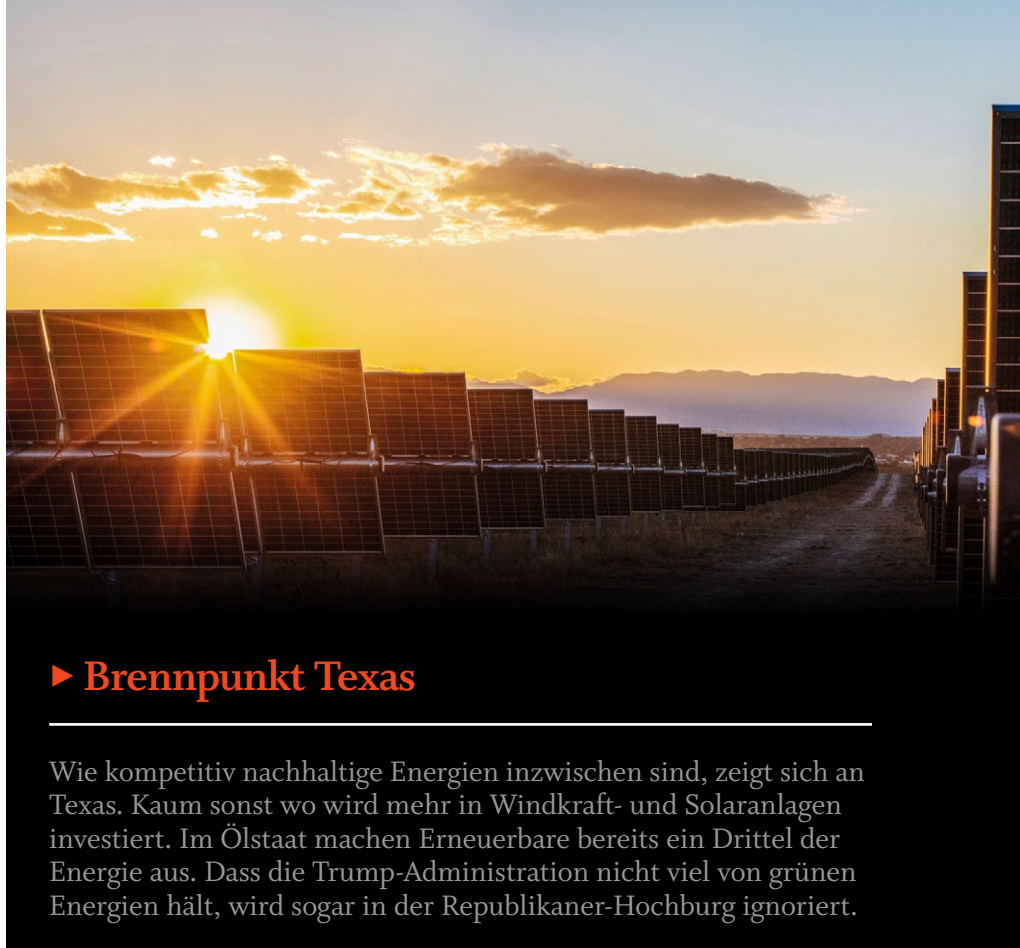 ▶ Brennpunkt Texas
Wie kompetitiv nachhaltige Energien inzwischen sind, zeigt sich an
Texas. Kaum sonst wo wird mehr in Windkraft- und Solaranlagen
investiert. Im Ölstaat machen Erneuerbare bereits ein Drittel der
Energie aus. Dass die Trump-Administration nicht viel von grünen
Energien hält, wird sogar in der Republikaner-Hochburg ignoriert.